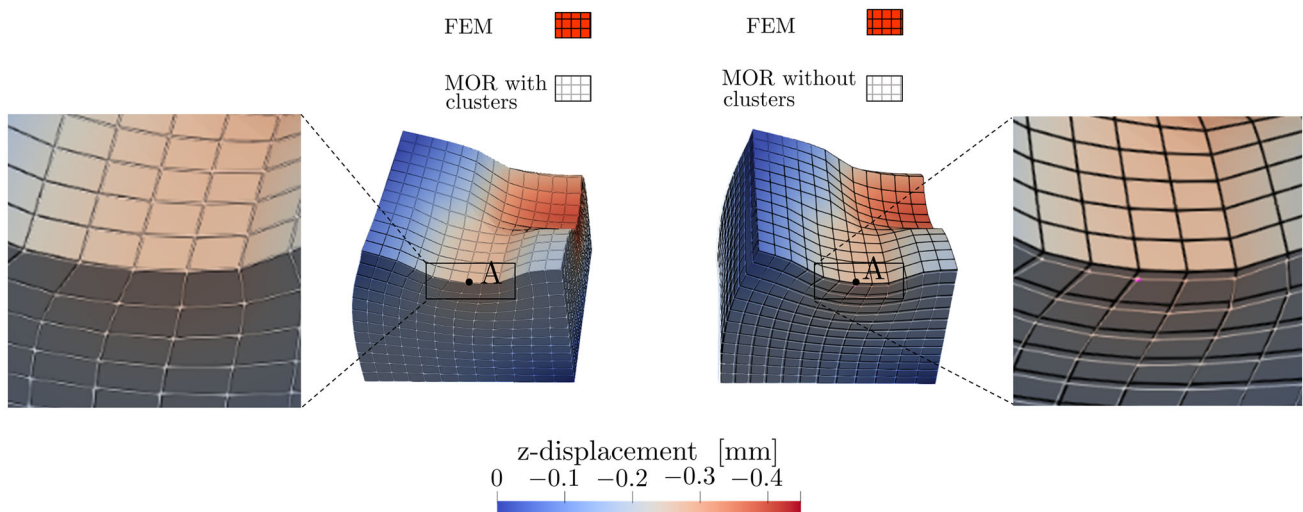 FEM
MOR with
clusters
FEM
MOR without
clusters
A
A
z-displacement [mm]
0 −0.1 −0.2 −0.3 −0.4